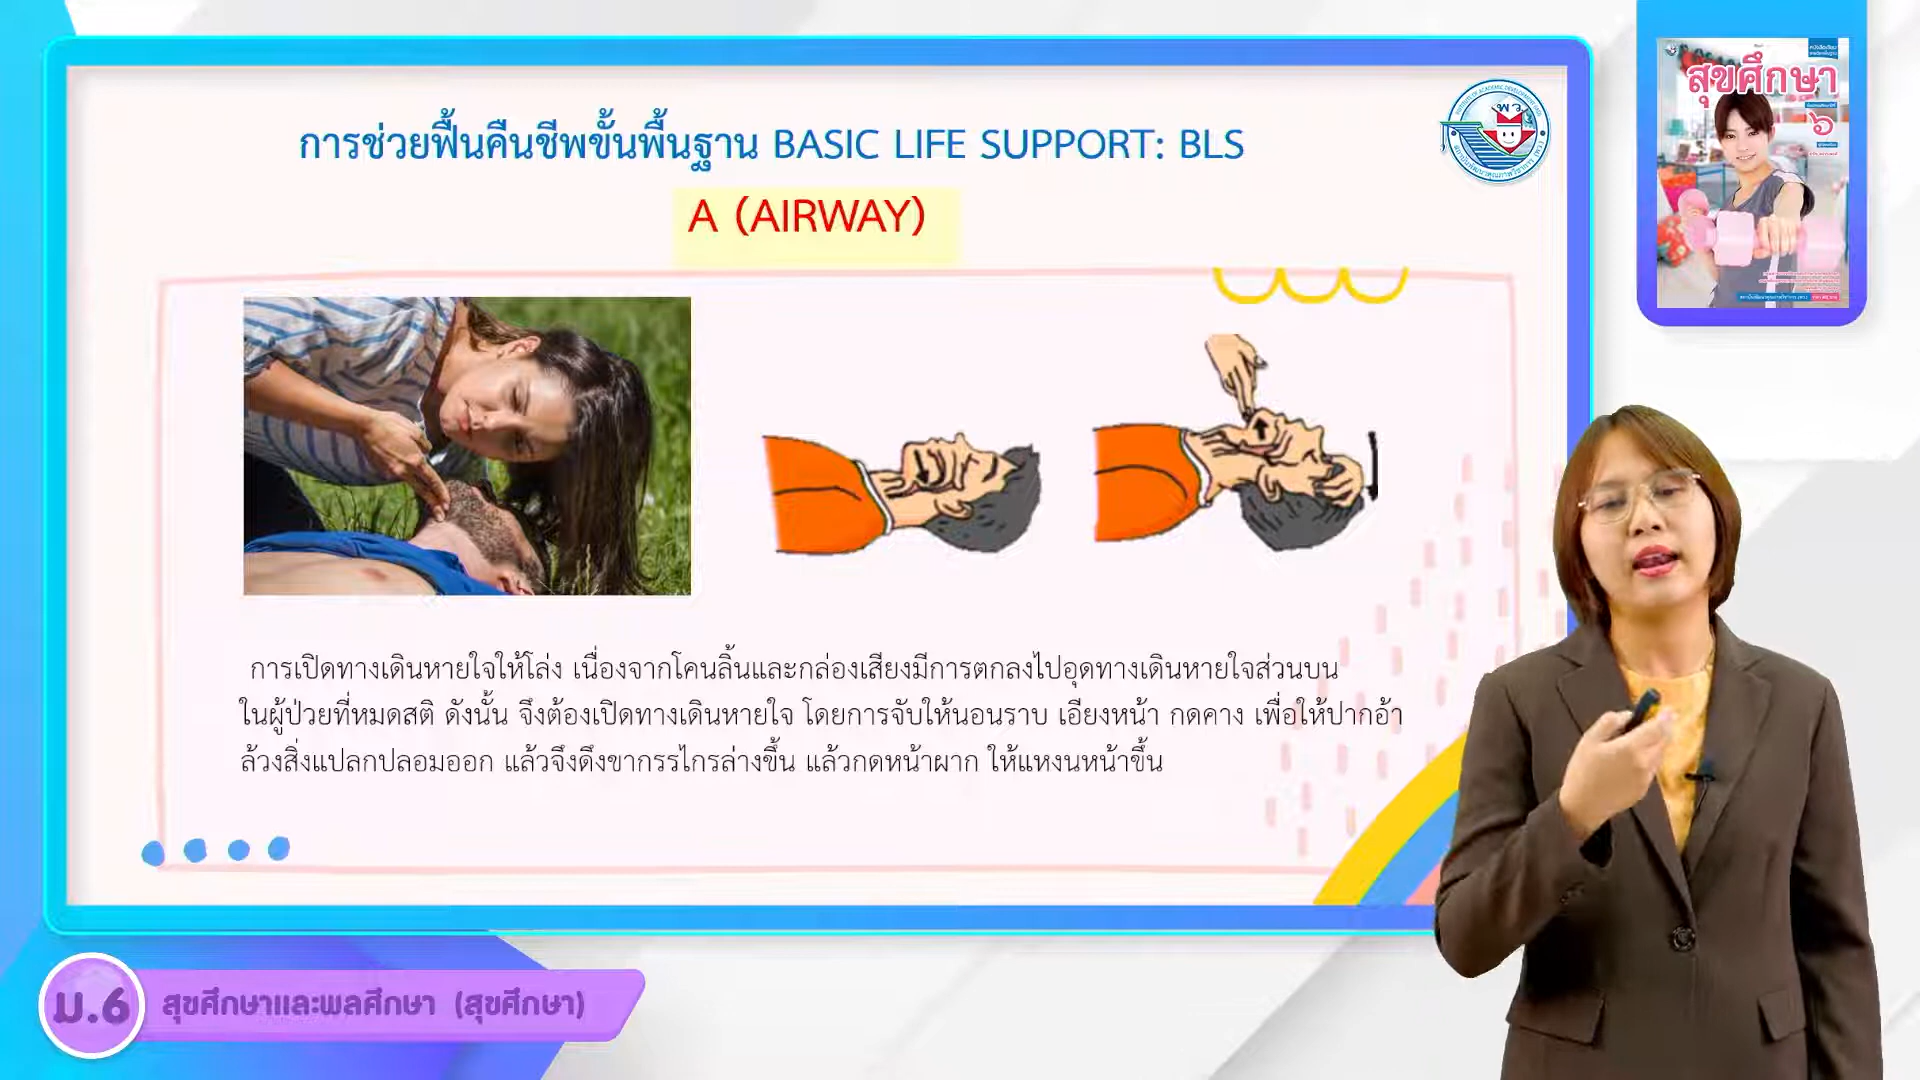 การช่วยฟื้นคืนชีพขั้นพื้นฐาน BASIC LIFE SUPPORT: BLS
A (AIRWAY)
การเปิดทางเดินหายใจให้โล่ง เนื่องจากโคนลิ้นและกล่องเสียงมีการตกลงไปอุดทางเดินหายใจส่วนบน
ในผู้ป่วยที่หมดสติ ดังนั้น จึงต้องเปิดทางเดินหายใจ โดยการจับให้นอนราบ เอียงหน้า กดคาง เพื่อให้ปากอ้า
ล้วงสิ่งแปลกปลอมออก แล้วจึงดึงขากรรไกรล่างขึ้น แล้วกดหน้าผาก ให้แหงนหน้าขึ้น
พว.
สุขศึกษา
๖
ม.6 สุขศึกษาและพลศึกษา (สุขศึกษา)